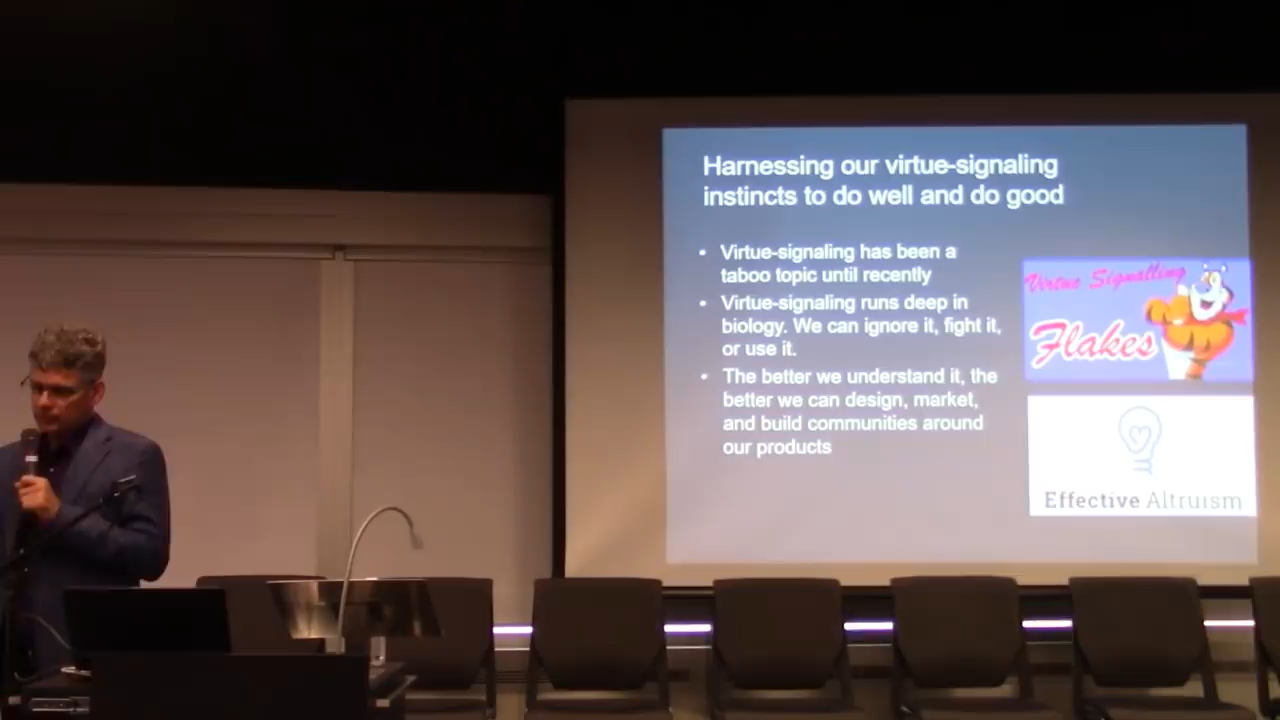 Harnessing our virtue-signaling
instincts to do well and do good
• Virtue-signaling has been a
taboo topic until recently
• Virtue-signaling runs deep in
biology. We can ignore it, fight it,
or use it.
• The better we understand it, the
better we can design, market,
and build communities around
our products
Virtue Signalling
Flakes
Effective Altruism